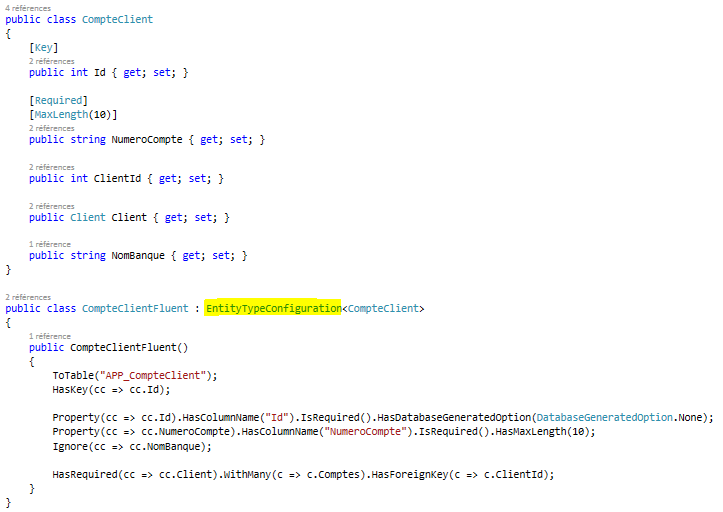 4 références
public class CompteClient
{
[Key]
2 références
public int Id { get; set; }
[Required]
[MaxLength(10)]
2 références
public string NumeroCompte { get; set; }
2 références
public int ClientId { get; set; }
2 références
public Client Client { get; set; }
1 référence
public string NomBanque { get; set; }
}
2 références
public class CompteClientFluent : EntityTypeConfiguration<CompteClient>
{
1 référence
public CompteClientFluent()
{
ToTable("APP_CompteClient");
HasKey(cc => cc.Id);
Property(cc => cc.Id).HasColumnName("Id").IsRequired().HasDatabaseGeneratedOption(DatabaseGeneratedOption.None);
Property(cc => cc.NumeroCompte).HasColumnName("NumeroCompte").IsRequired().HasMaxLength(10);
Ignore(cc => cc.NomBanque);
HasRequired(cc => cc.Client).WithMany(c => c.Comptes).HasForeignKey(c => c.ClientId);
}
}